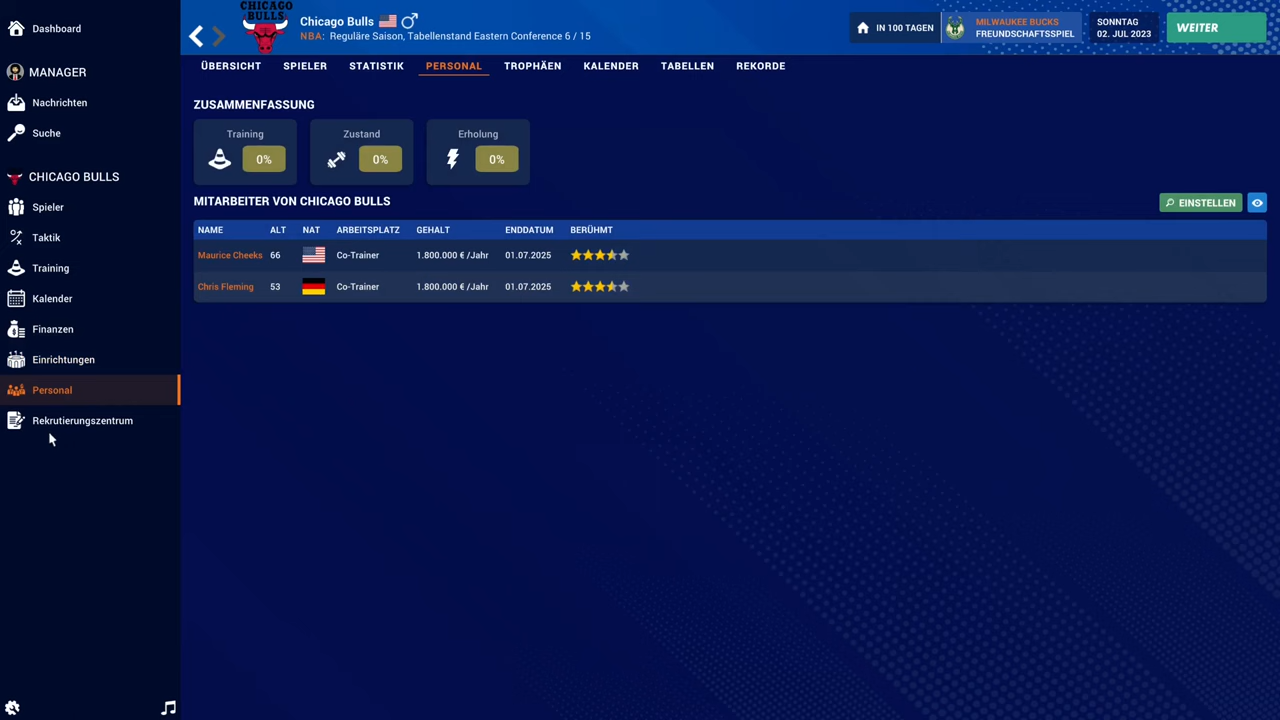 Dashboard
MANAGER
Nachrichten
Suche
CHICAGO BULLS
Spieler
Taktik
Training
Kalender
Finanzen
Einrichtungen
Personal
Rekrutierungszentrum
CHICAGO
BULLS
Chicago Bulls
NBA: Reguläre Saison, Tabellenstand Eastern Conference 6 / 15
IN 100 TAGEN
MILWAUKEE BUCKS
FREUNDSCHAFTSSPIEL
SONNTAG
02. JUL 2023
WEITER
ÜBERSICHT SPIELER STATISTIK PERSONAL TROPHÄEN KALENDER TABELLEN REKORDE
ZUSAMMENFASSUNG
Training Zustand Erholung
0% 0% 0%
MITARBEITER VON CHICAGO BULLS
EINSTELLEN
NAME ALT NAT ARBEITSPLATZ GEHALT ENDDATUM BERÜHMT
Maurice Cheeks 66 Co-Trainer 1.800.000 € /Jahr 01.07.2025
Chris Fleming 53 Co-Trainer 1.800.000 € /Jahr 01.07.2025